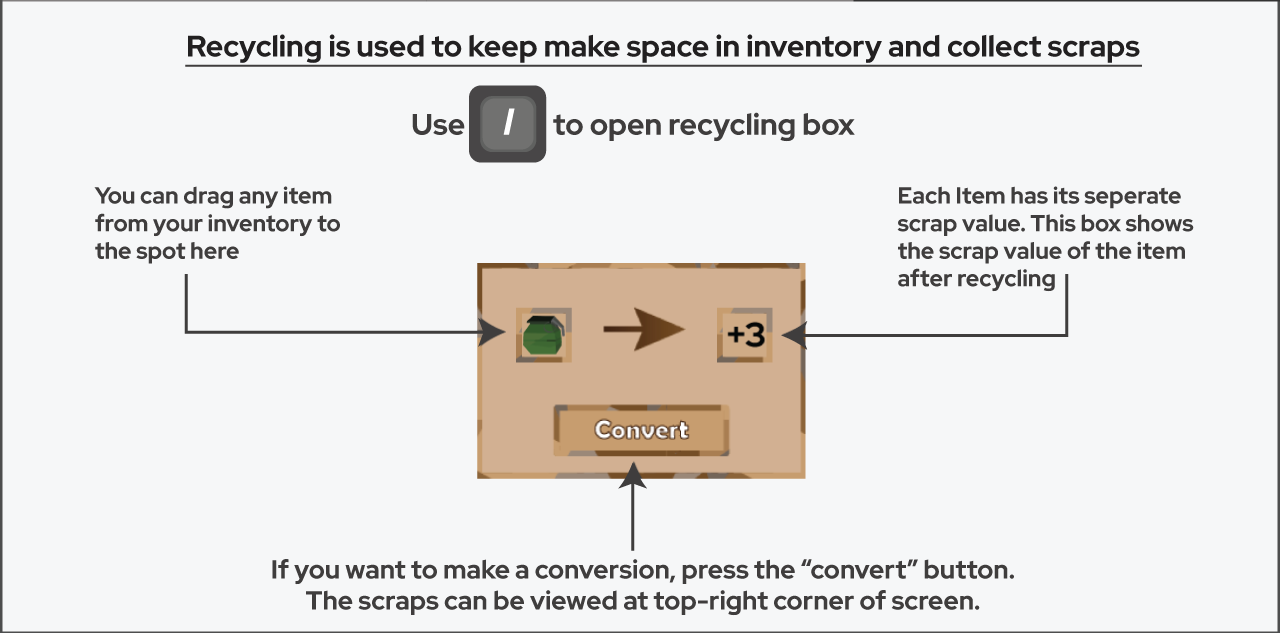 Recycling is used to keep make space in inventory and collect scraps
Use / to open recycling box
You can drag any item
from your inventory to
the spot here
Each Item has its seperate
scrap value. This box shows
the scrap value of the item
after recycling
+3
Convert
If you want to make a conversion, press the “convert” button.
The scraps can be viewed at top-right corner of screen.